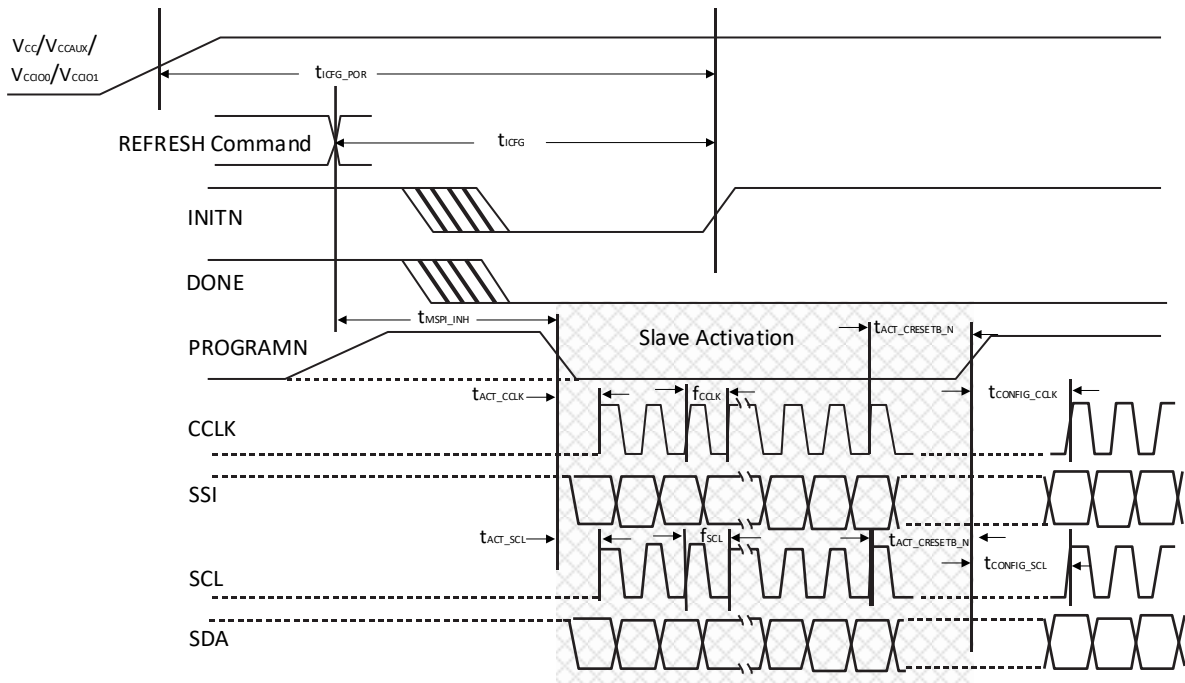 VCC/VCCAUX/
VCCIO0/VCCIO1
tICFG_POR
REFRESH Command
tICFG
INITN
DONE
tMSPI_INH
Slave Activation
tACT_CRESETB_N
PROGRAMN
tACT_CCLK
fCCLK
tCONFIG_CCLK
CCLK
SSI
tACT_SCL
fSCL
tACT_CRESETB_N
tCONFIG_SCL
SCL
SDA